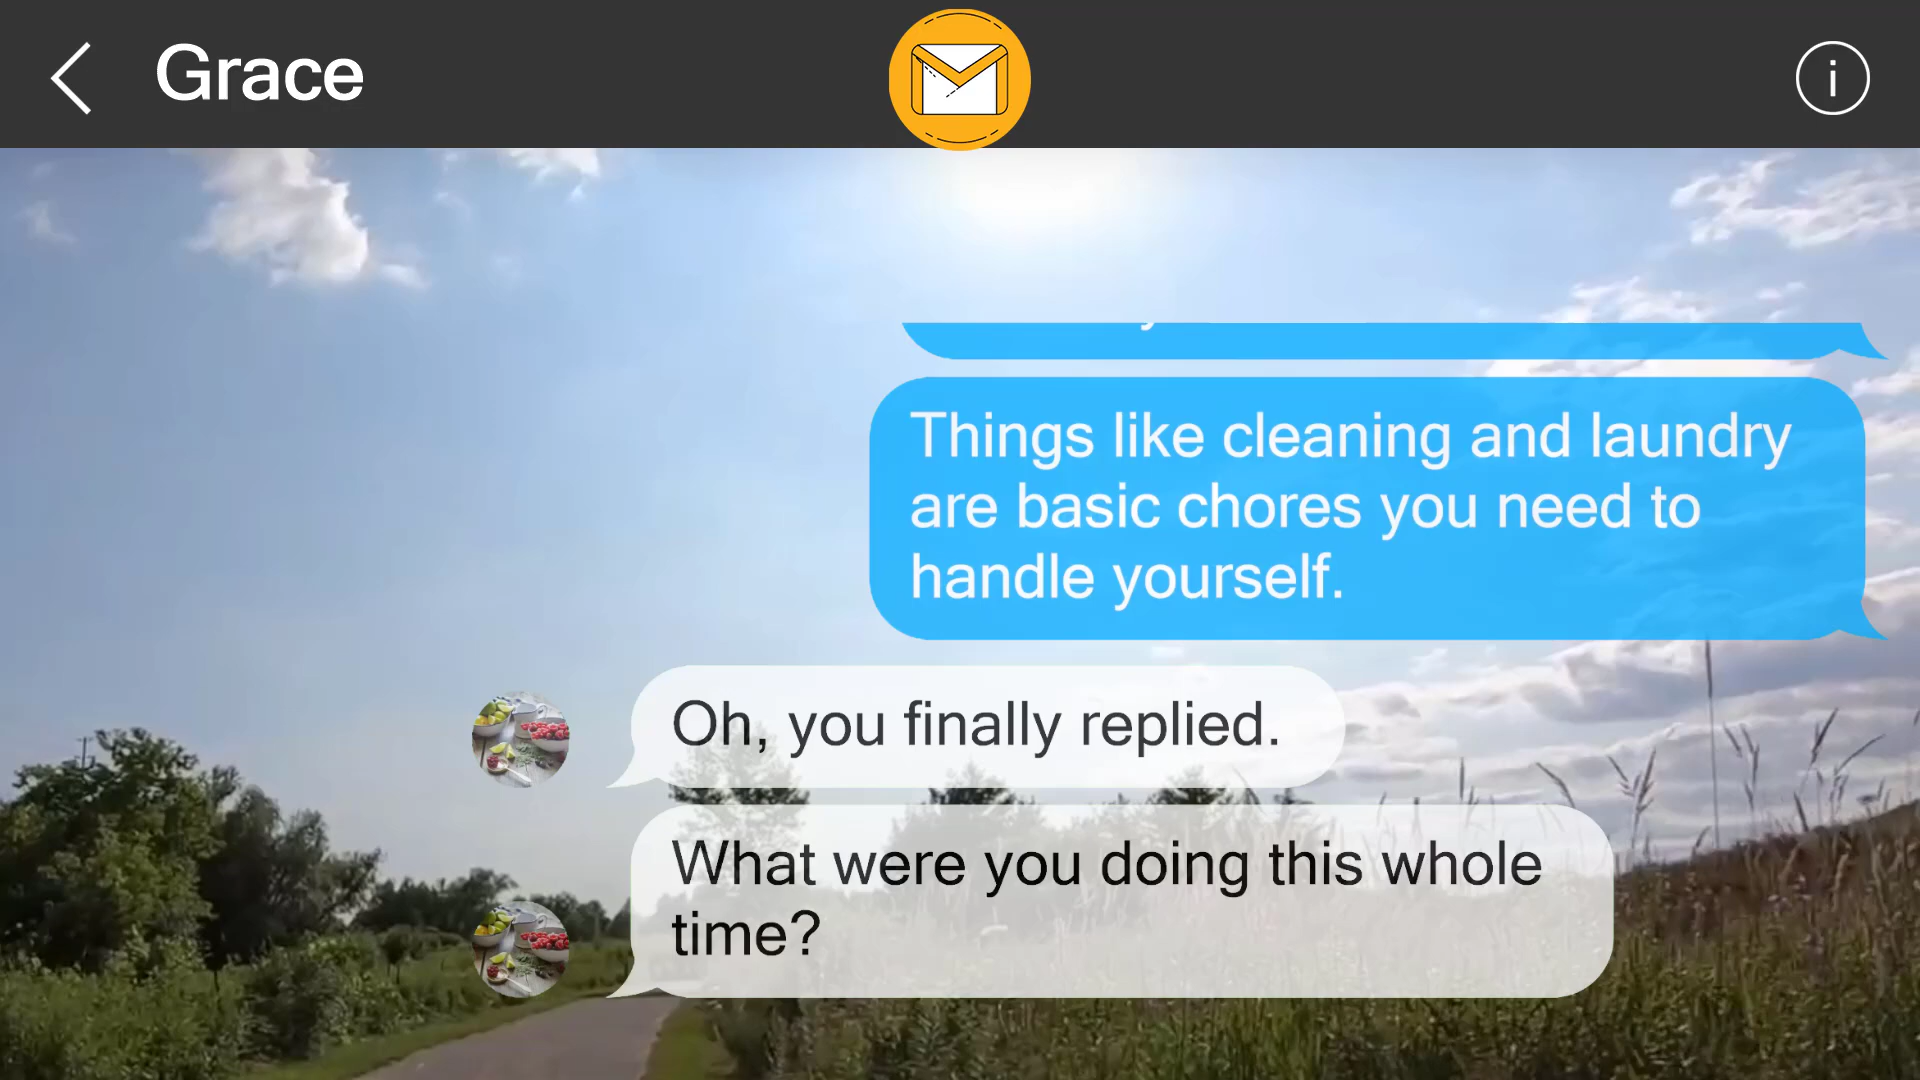 Grace
Things like cleaning and laundry
are basic chores you need to
handle yourself.
Oh, you finally replied.
What were you doing this whole
time?